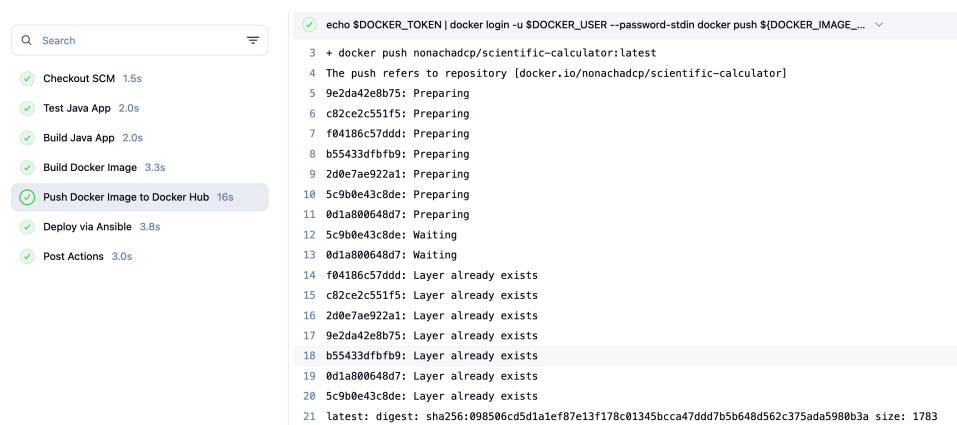 Search
Checkout SCM 1.5s
Test Java App 2.0s
Build Java App 2.0s
Build Docker Image 3.3s
Push Docker Image to Docker Hub 16s
Deploy via Ansible 3.8s
Post Actions 3.0s
echo $DOCKER_TOKEN | docker login -u $DOCKER_USER --password-stdin docker push ${DOCKER_IMAGE_...
3 + docker push nonachadcp/scientific-calculator:latest
4 The push refers to repository [docker.io/nonachadcp/scientific-calculator]
5 9e2da42e8b75: Preparing
6 c82ce2c551f5: Preparing
7 f04186c57ddd: Preparing
8 b55433dfbfb9: Preparing
9 2d0e7ae922a1: Preparing
10 5c9b0e43c8de: Preparing
11 0d1a800648d7: Preparing
12 5c9b0e43c8de: Waiting
13 0d1a800648d7: Waiting
14 f04186c57ddd: Layer already exists
15 c82ce2c551f5: Layer already exists
16 2d0e7ae922a1: Layer already exists
17 9e2da42e8b75: Layer already exists
18 b55433dfbfb9: Layer already exists
19 0d1a800648d7: Layer already exists
20 5c9b0e43c8de: Layer already exists
21 latest: digest: sha256:098506cd5d1a1ef87e13f178c01345bcca47ddd7b5b648d562c375ada5980b3a size: 1783